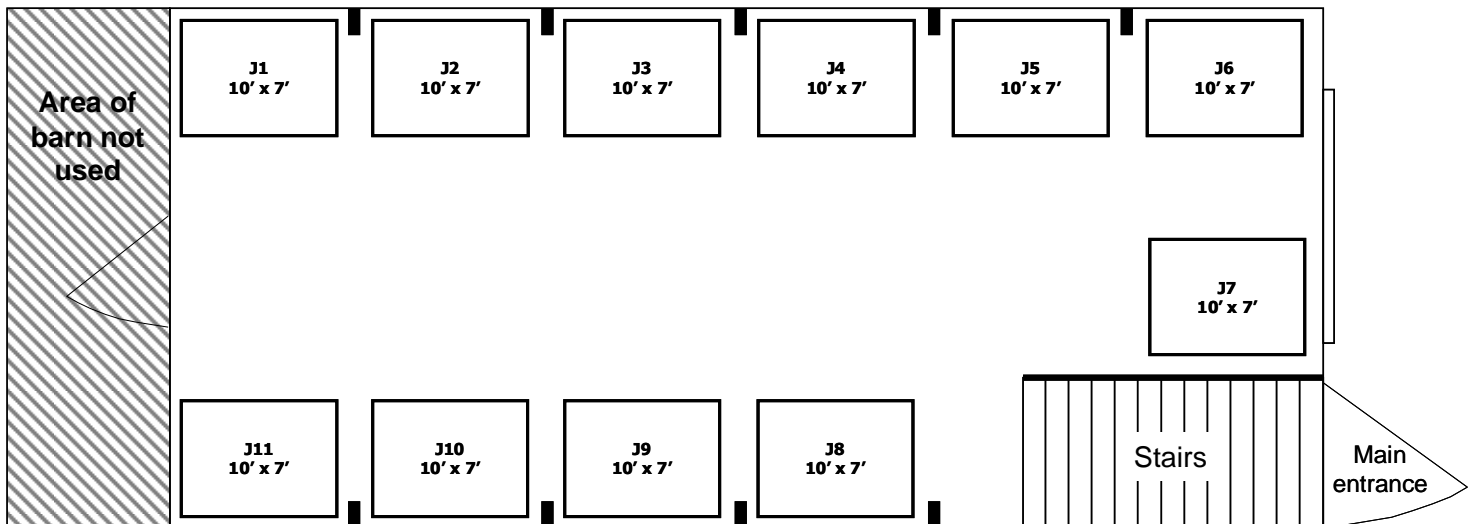 Area of
barn not
used
J1
10' x 7'
J2
10' x 7'
J3
10' x 7'
J4
10' x 7'
J5
10' x 7'
J6
10' x 7'
J7
10' x 7'
J11
10' x 7'
J10
10' x 7'
J9
10' x 7'
J8
10' x 7'
Stairs
Main
entrance